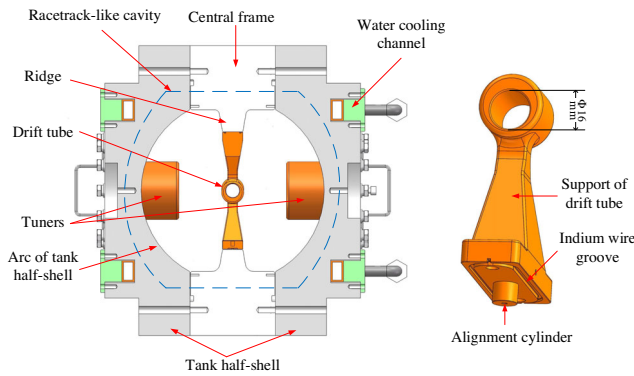 Racetrack-like cavity
Central frame
Water cooling
channel
Ridge
Drift tube
Tuners
Arc of tank
half-shell
Tank half-shell
Φ16
mm
Support of
drift tube
Indium wire
groove
Alignment cylinder